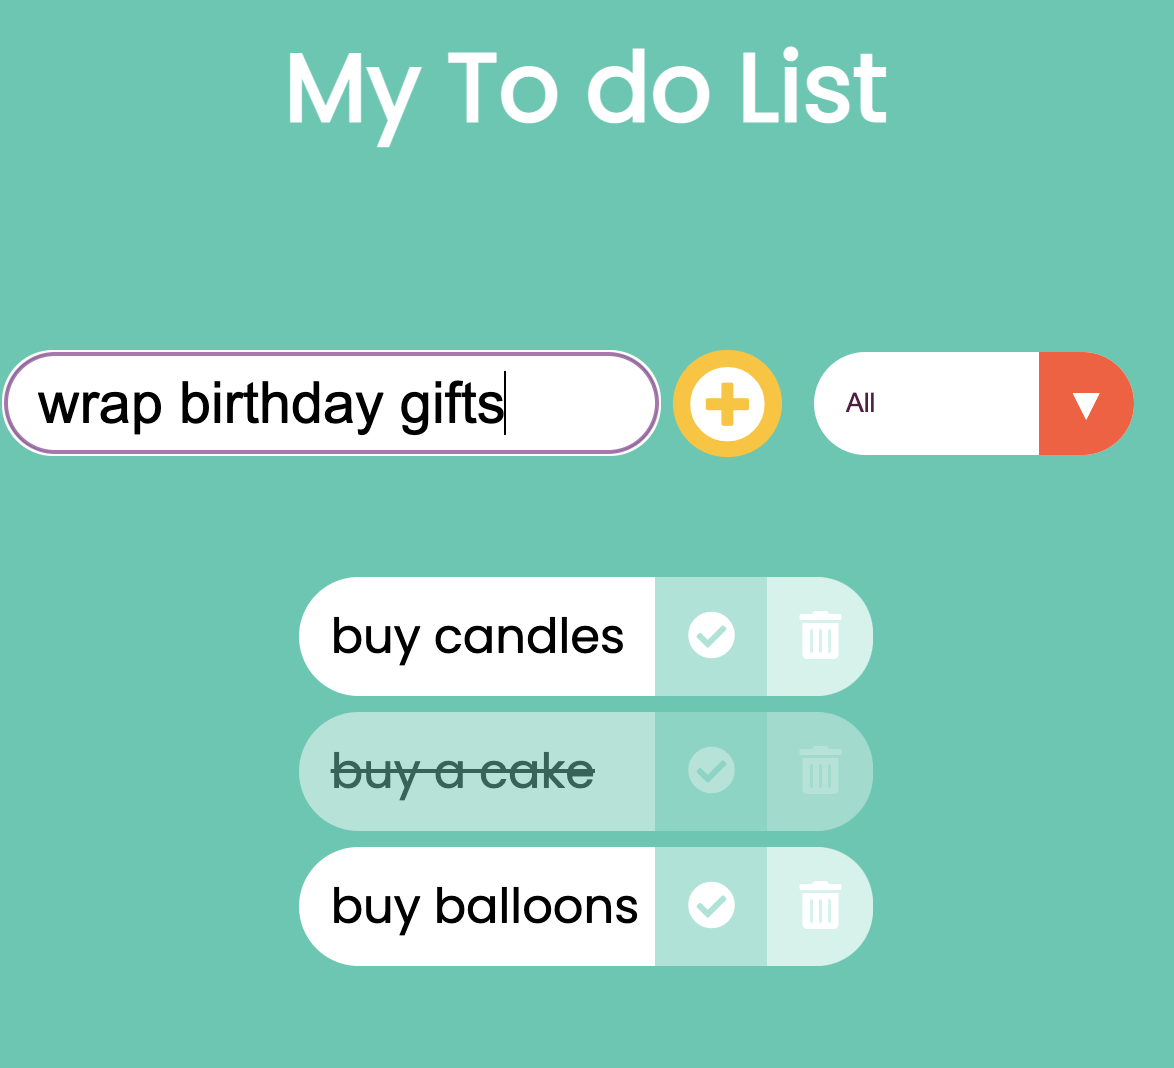 My To do List
wrap birthday gifts
All
buy candles
buy a cake
buy balloons